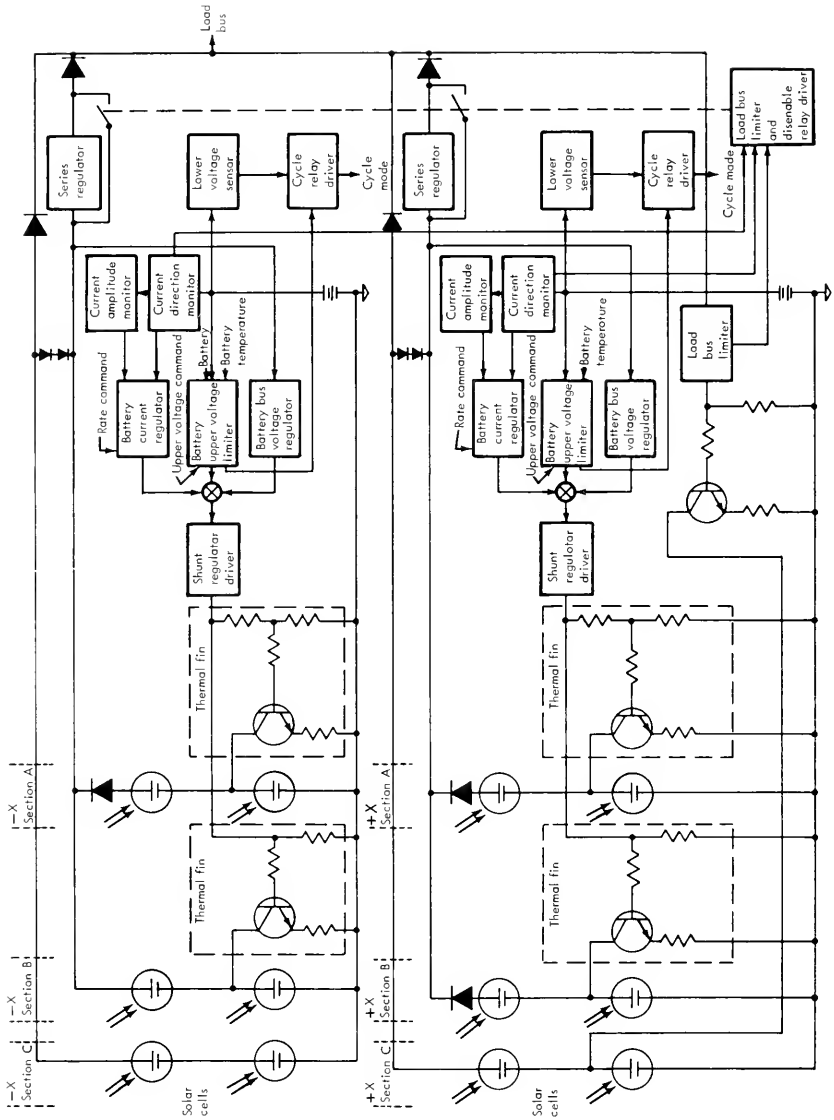 Solar
cells
+X
Section C
Solar
cells
−X
Section C
+X
Section B
−X
Section B
Thermal fin
Thermal fin
+X
Section A
−X
Section A
Thermal fin
Thermal fin
Shunt
regulator
driver
Shunt
regulator
driver
Rate command
Battery
current
regulator
Upper voltage command
Battery
upper voltage
limiter
Battery
temperature
Battery bus
voltage
regulator
Rate command
Battery
current
regulator
Upper voltage command
Battery
upper voltage
limiter
Battery
Battery
temperature
Battery bus
voltage
regulator
Load
bus
limiter
Current
amplitude
monitor
Current
direction
monitor
Current
amplitude
monitor
Current
direction
monitor
Lower
voltage
sensor
Cycle
relay
driver
Cycle mode
Lower
voltage
sensor
Cycle
relay
driver
Cycle
mode
Series
regulator
Series
regulator
Load bus
limiter
and
disenable
relay driver
Load
bus